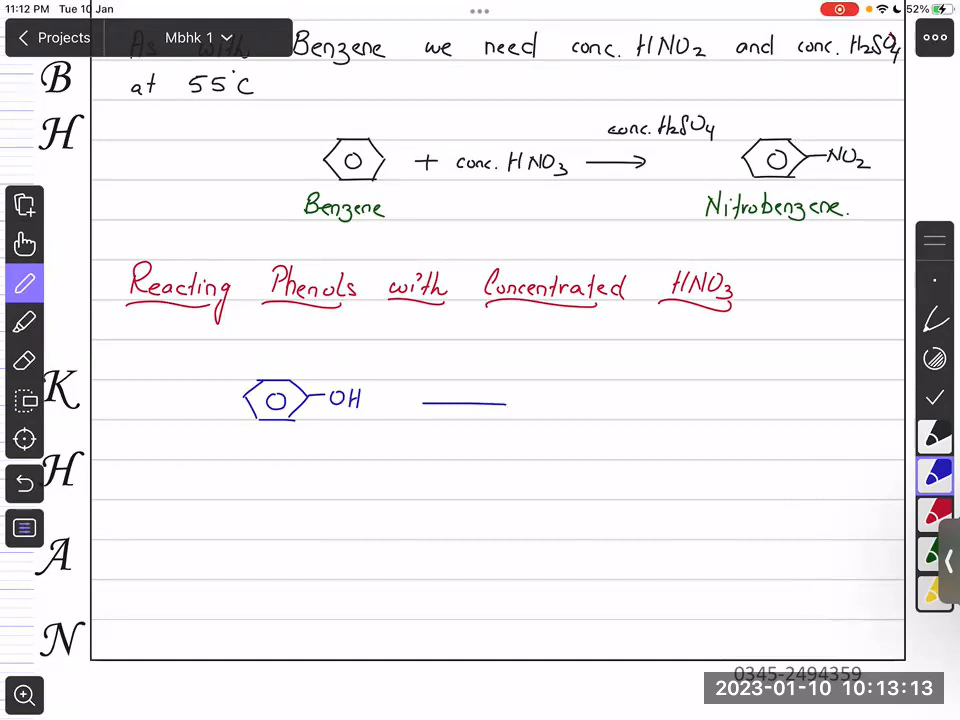 11:12 PM Tue 10 Jan
52%
Projects
Mbhk 1
As with Benzene we need conc. HNO2 and conc. H2SO4
at 55°C
B
H
conc. H2SO4
+ conc. HNO3
NO2
Benzene
Nitrobenzene.
Reacting Phenols with Concentrated HNO3
K
OH
H
A
N
0345-2494359
2023-01-10 10:13:13